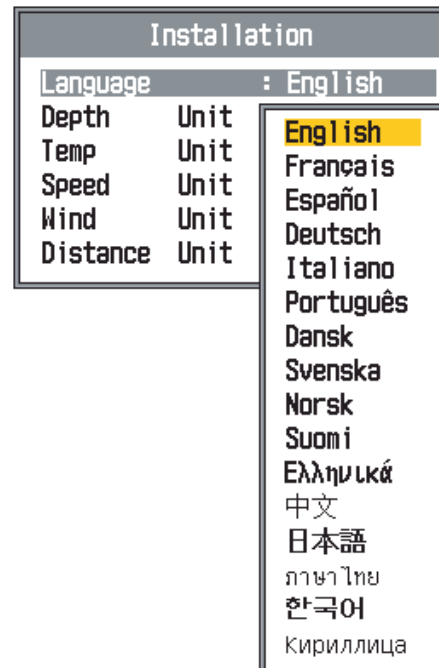 Installation
Language : English
Depth Unit
Temp Unit
Speed Unit
Wind Unit
Distance Unit
English
Français
Español
Deutsch
Italiano
Português
Dansk
Svenska
Norsk
Suomi
Ελληνικά
中文
日本語
ภาษาไทย
한국어
Кириллица